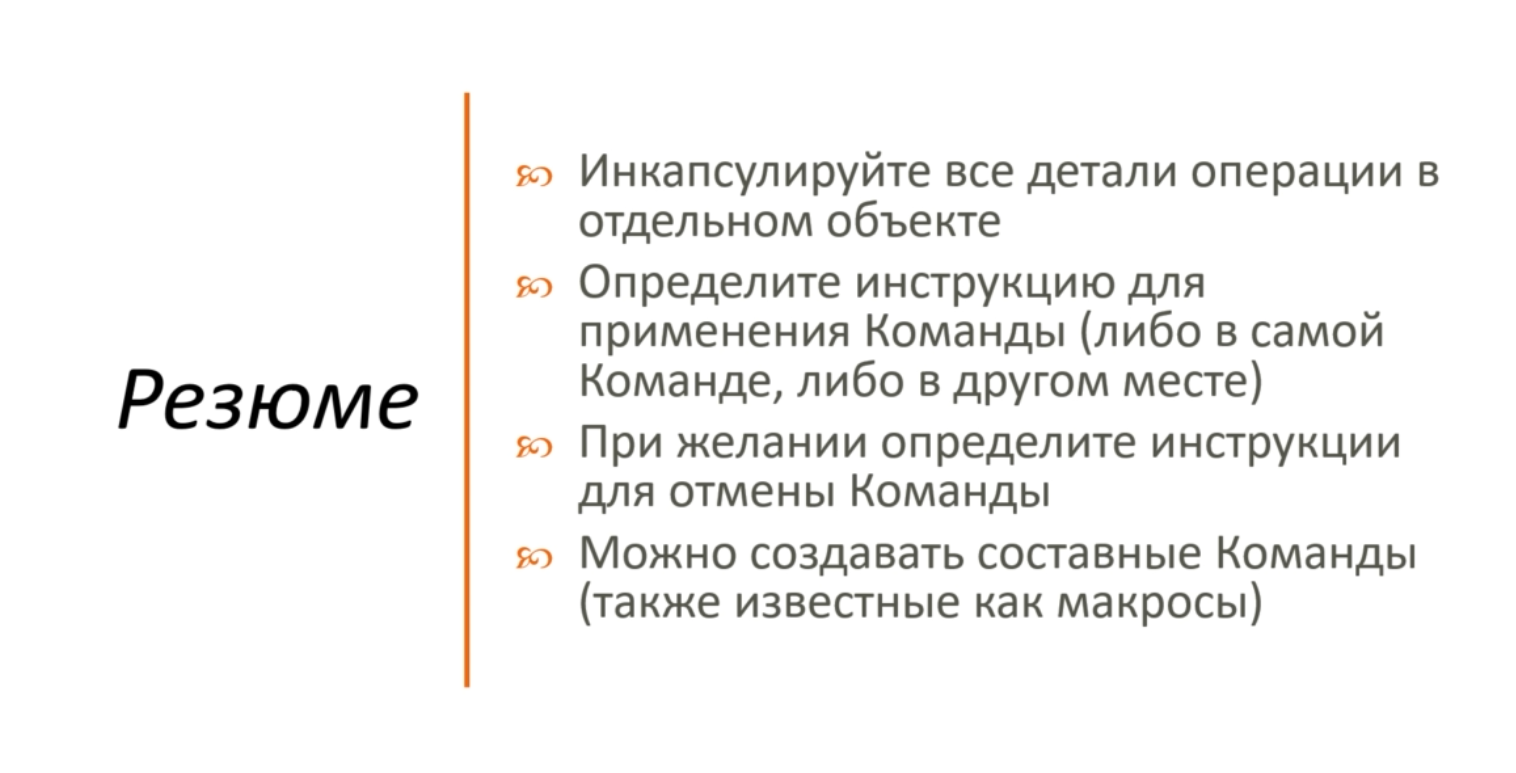 Резюме
Инкапсулируйте все детали операции в
отдельном объекте
Определите инструкцию для
применения Команды (либо в самой
Команде, либо в другом месте)
При желании определите инструкции
для отмены Команды
Можно создавать составные Команды
(также известные как макросы)